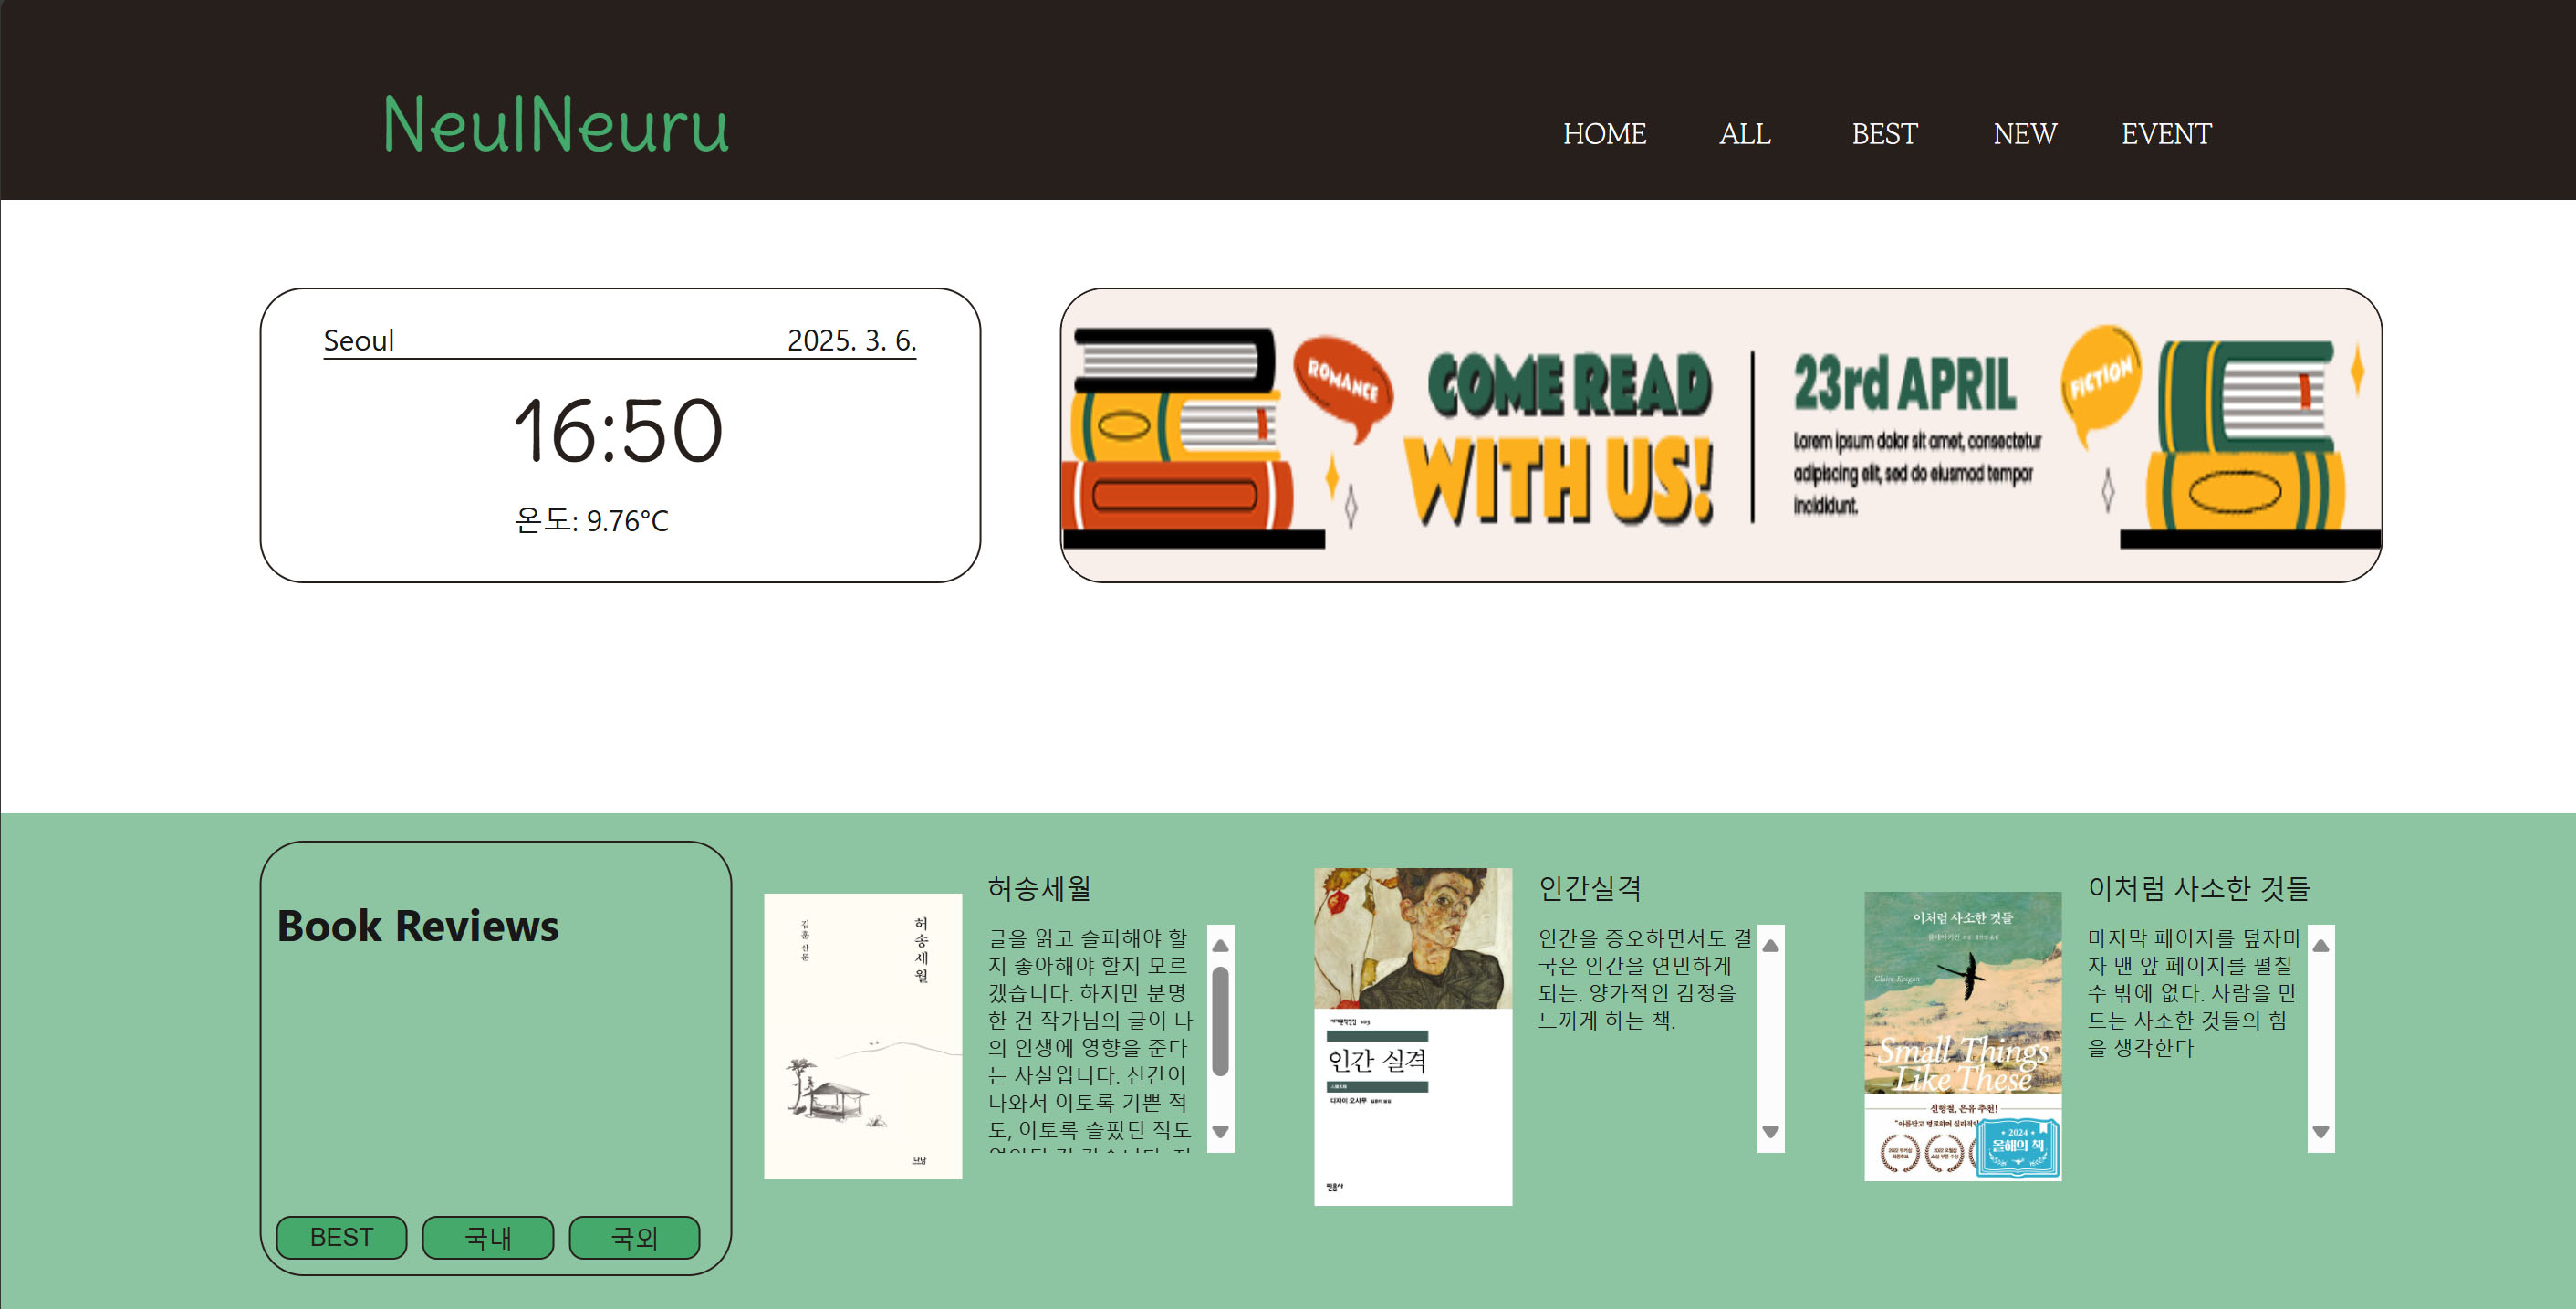 NeulNeuru
HOME ALL BEST NEW EVENT
Seoul 2025. 3. 6.
16:50
온도: 9.76°C
ROMANCE
COME READ
WITH US!
23rd APRIL
Lorem ipsum dolor sit amet, consectetur
adipiscing elit, sed do eiusmod tempor
incididunt.
FICTION
Book Reviews
BEST 국내 국외
김훈 산문
허송세월
나남
허송세월
글을 읽고 슬퍼해야 할
지 좋아해야 할지 모르
겠습니다. 하지만 분명
한 건 작가님의 글이 나
의 인생에 영향을 준다
는 사실입니다. 신간이
나와서 이토록 기쁜 적
도, 이토록 슬펐던 적도
세계문학전집 103
인간 실격
다자이 오사무
민음사
인간실격
인간을 증오하면서도 결
국은 인간을 연민하게
되는. 양가적인 감정을
느끼게 하는 책.
이처럼 사소한 것들
Claire Keegan
Small Things
Like These
신형철, 은유 추천!
2024
올해의 책
이처럼 사소한 것들
마지막 페이지를 덮자마
자 맨 앞 페이지를 펼칠
수 밖에 없다. 사람을 만
드는 사소한 것들의 힘
을 생각한다